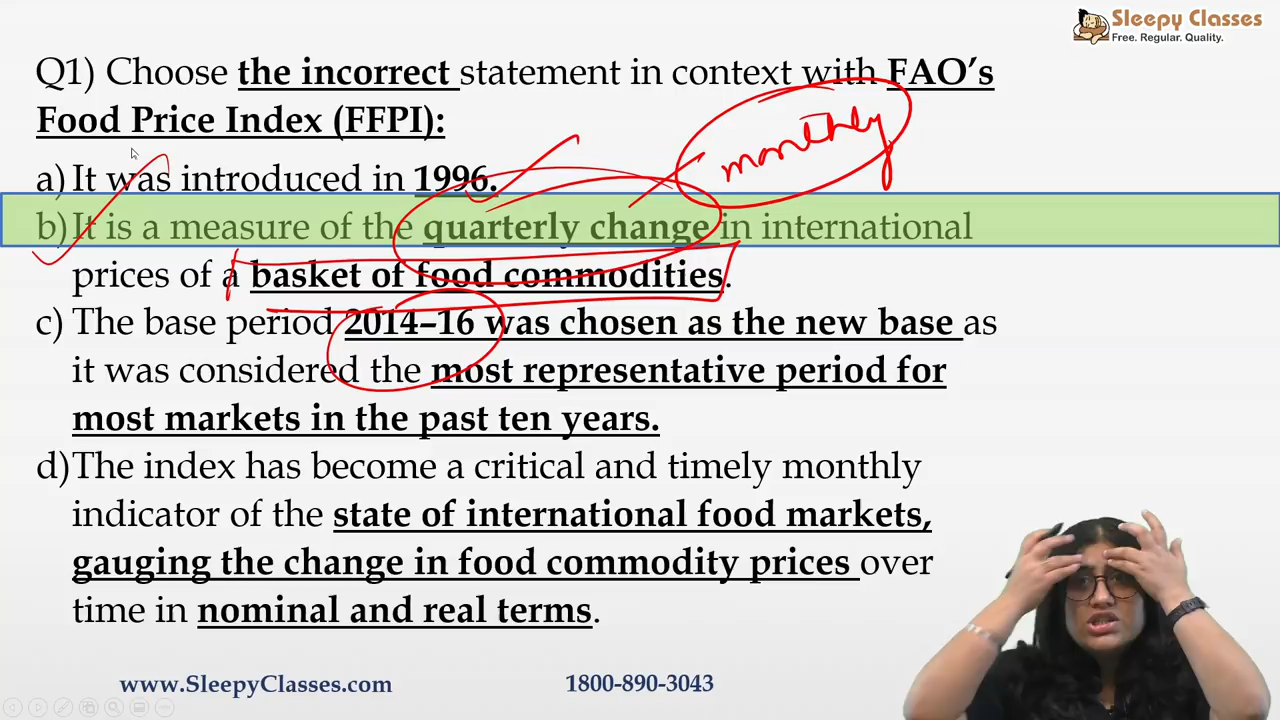 Sleepy Classes
Free. Regular. Quality.
Q1) Choose the incorrect statement in context with FAO’s
Food Price Index (FFPI):
monthly
a) It was introduced in 1996.
b) It is a measure of the quarterly change in international
prices of a basket of food commodities.
c) The base period 2014–16 was chosen as the new base as
it was considered the most representative period for
most markets in the past ten years.
d) The index has become a critical and timely monthly
indicator of the state of international food markets,
gauging the change in food commodity prices over
time in nominal and real terms.
www.SleepyClasses.com
1800-890-3043